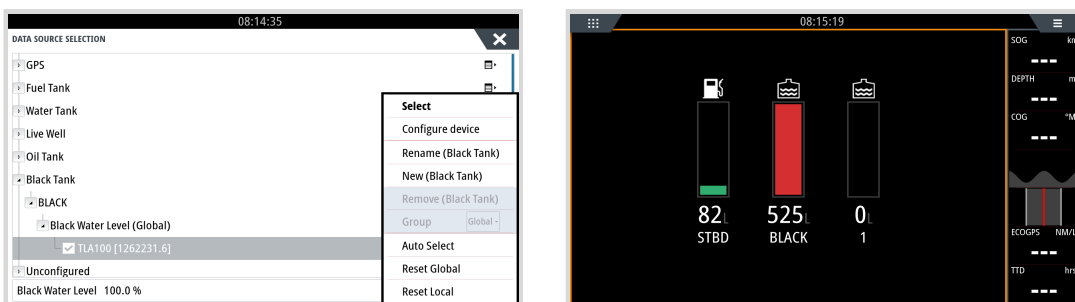 08:14:35
DATA SOURCE SELECTION
GPS
Fuel Tank
Water Tank
Live Well
Oil Tank
Black Tank
BLACK
Black Water Level (Global)
TLA100 [1262231.6]
Unconfigured
Black Water Level 100.0 %
Select
Configure device
Rename (Black Tank)
New (Black Tank)
Remove (Black Tank)
Group Global
Auto Select
Reset Global
Reset Local
08:15:19
82L
STBD
525L
BLACK
0L
1
SOG kn
---
DEPTH m
---
COG °M
---
ECOGPS NM/L
---
TTD hrs
---